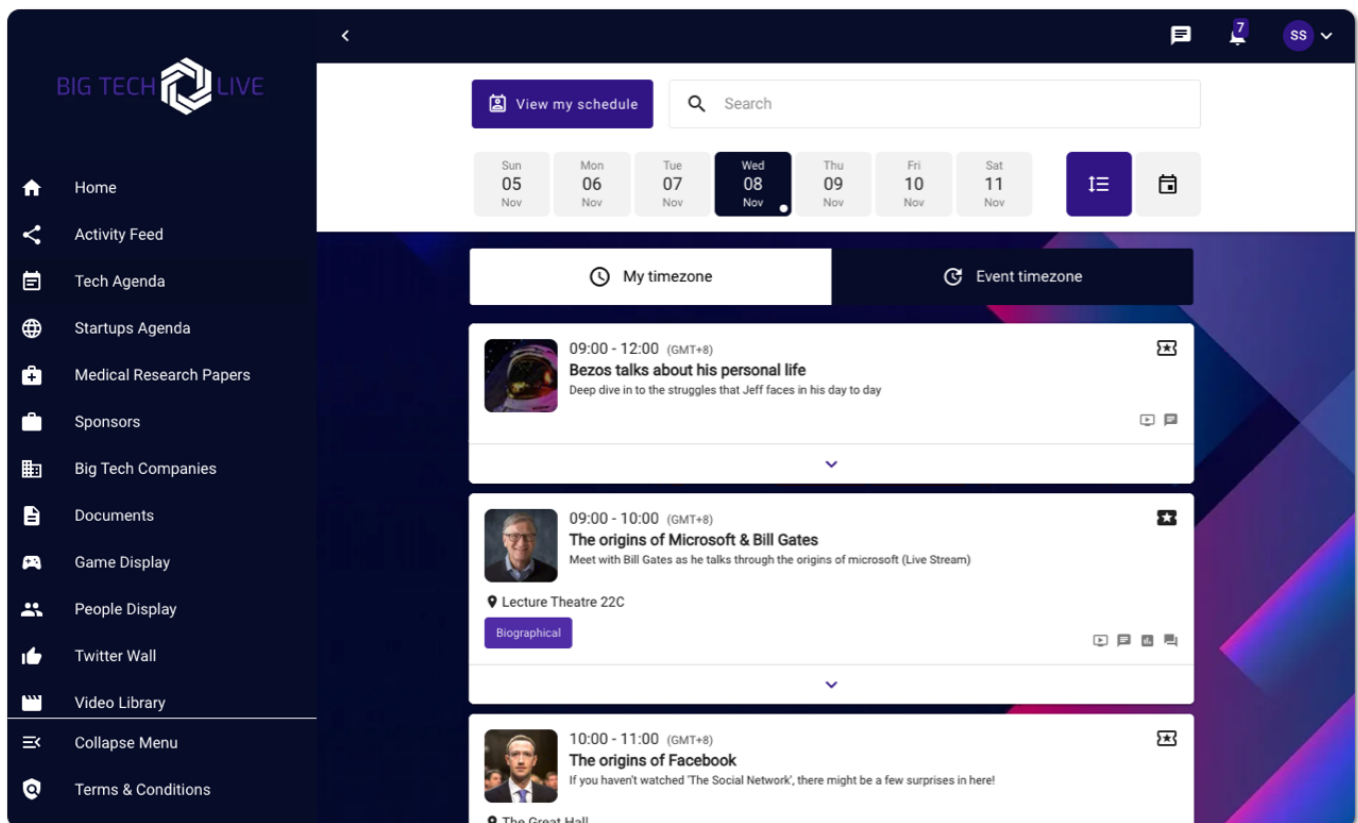 BIG TECH LIVE
Home
Activity Feed
Tech Agenda
Startups Agenda
Medical Research Papers
Sponsors
Big Tech Companies
Documents
Game Display
People Display
Twitter Wall
Video Library
Collapse Menu
Terms & Conditions
7
SS
View my schedule
Search
Sun
05
Nov
Mon
06
Nov
Tue
07
Nov
Wed
08
Nov
Thu
09
Nov
Fri
10
Nov
Sat
11
Nov
My timezone
Event timezone
09:00 - 12:00 (GMT+8)
Bezos talks about his personal life
Deep dive in to the struggles that Jeff faces in his day to day
09:00 - 10:00 (GMT+8)
The origins of Microsoft & Bill Gates
Meet with Bill Gates as he talks through the origins of microsoft (Live Stream)
Lecture Theatre 22C
Biographical
10:00 - 11:00 (GMT+8)
The origins of Facebook
If you haven't watched 'The Social Network', there might be a few surprises in here!
The Great Hall